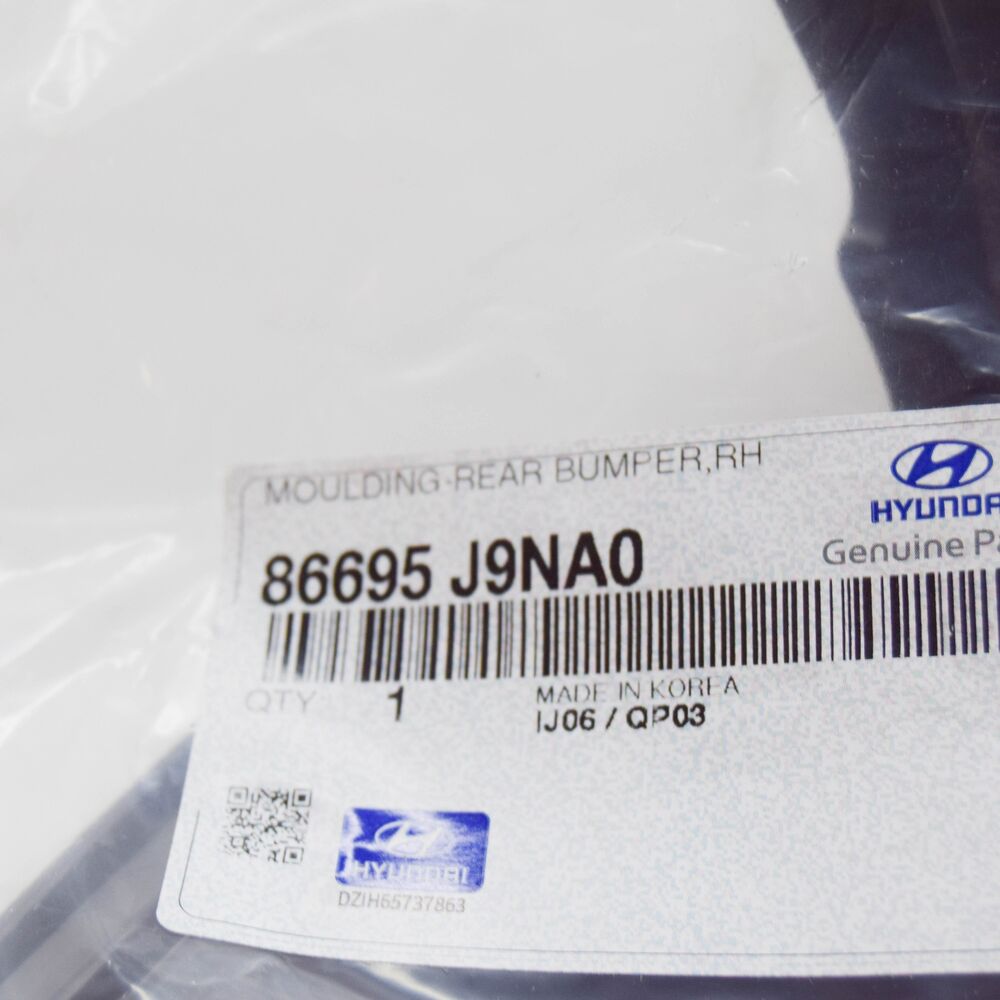 MOULDING-REAR BUMPER,RH
HYUNDAI
Genuine Pa
86695 J9NA0
QTY 1
MADE IN KOREA
IJ06 / QP03
HYUNDAI
DZIH65737863